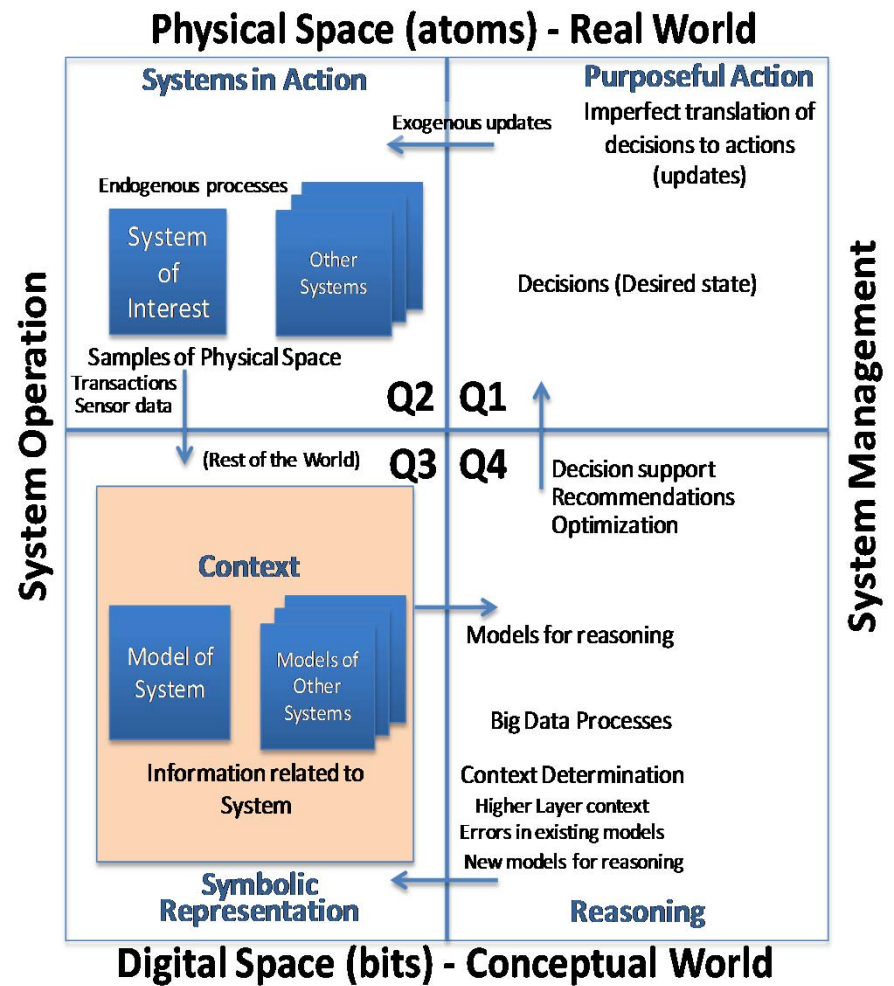 Physical Space (atoms) - Real World
Systems in Action
Exogenous updates
Endogenous processes
System
of
Interest
Other
Systems
Samples of Physical Space
Transactions
Sensor data
Q2
Purposeful Action
Imperfect translation of
decisions to actions
(updates)
Decisions (Desired state)
Q1
System Operation
System Management
(Rest of the World)
Q3
Context
Model of
System
Models of
Other
Systems
Information related to
System
Symbolic
Representation
Q4
Decision support
Recommendations
Optimization
Models for reasoning
Big Data Processes
Context Determination
Higher Layer context
Errors in existing models
New models for reasoning
Reasoning
Digital Space (bits) - Conceptual World